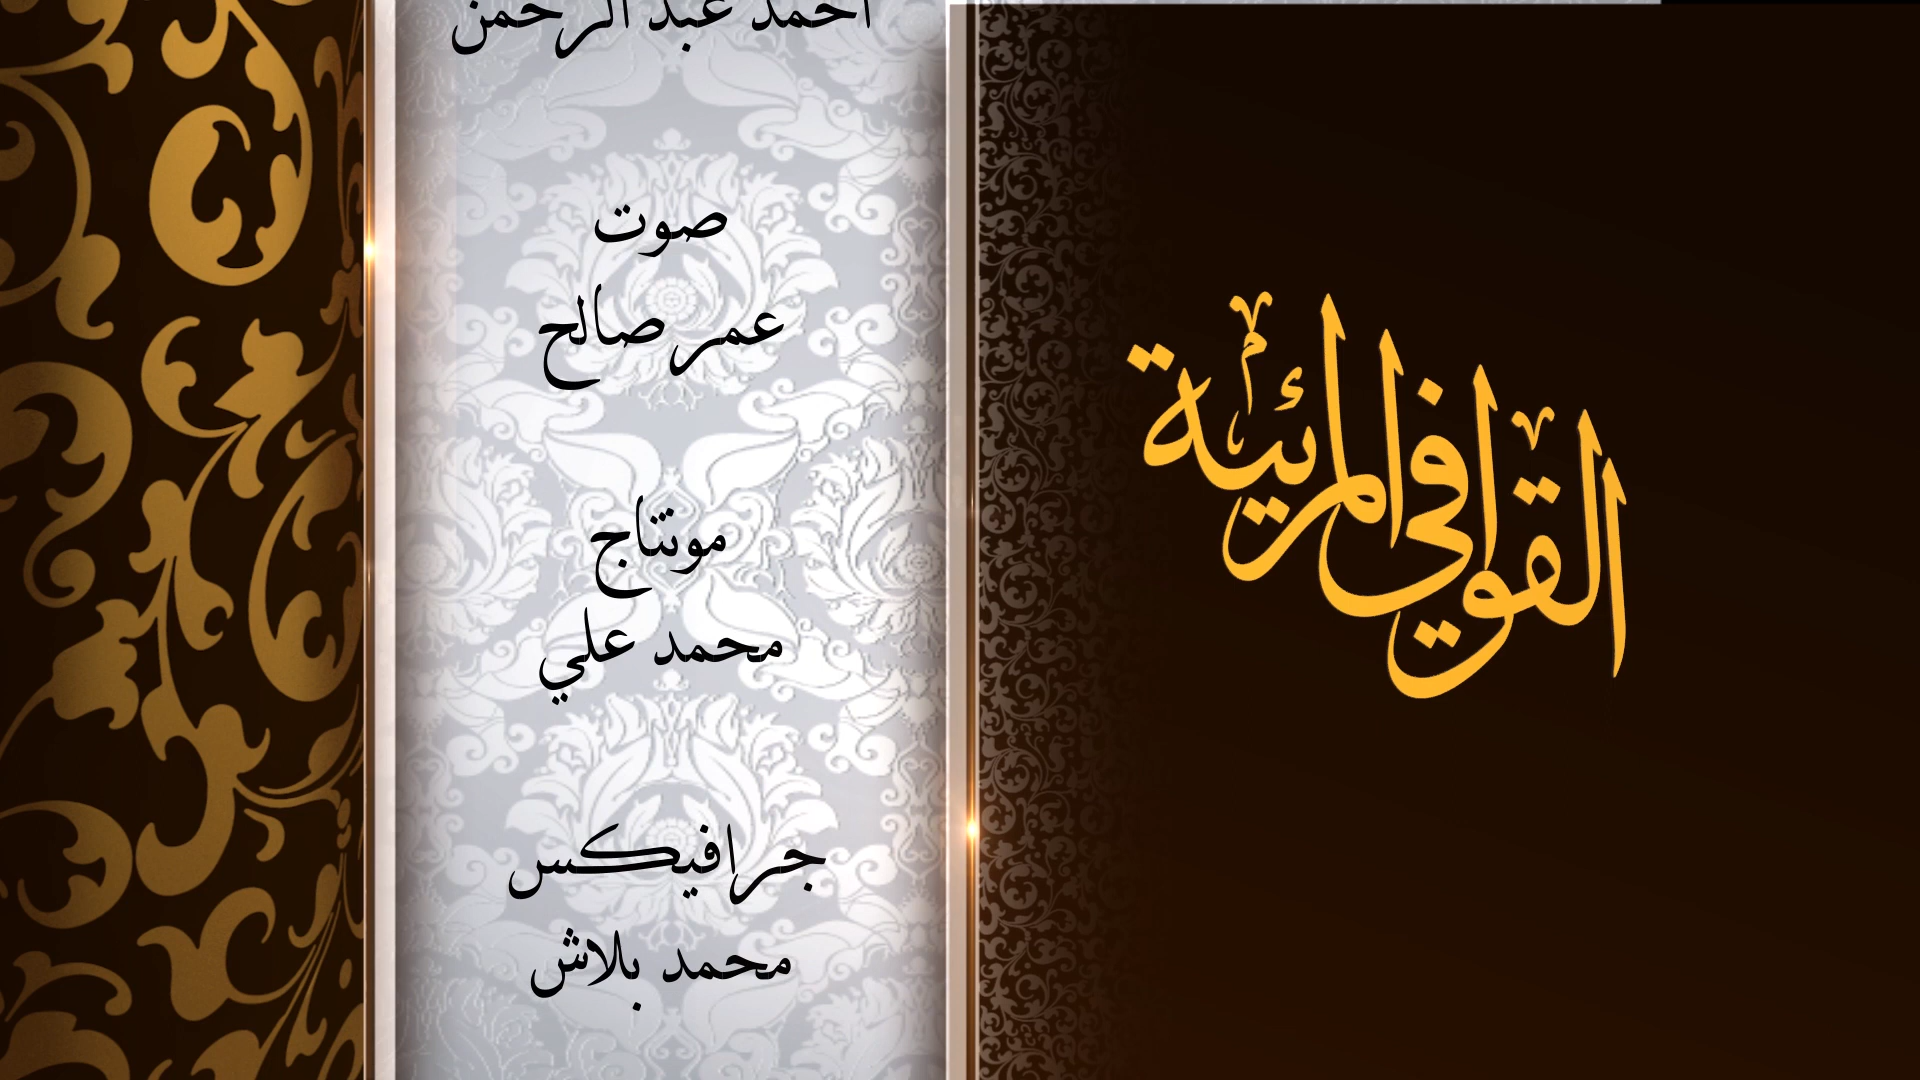 أحمد عبد الرحمن
صوت
عمر صالح
مونتاج
محمد علي
جرافيكس
محمد بلاش
القوافي المرئية